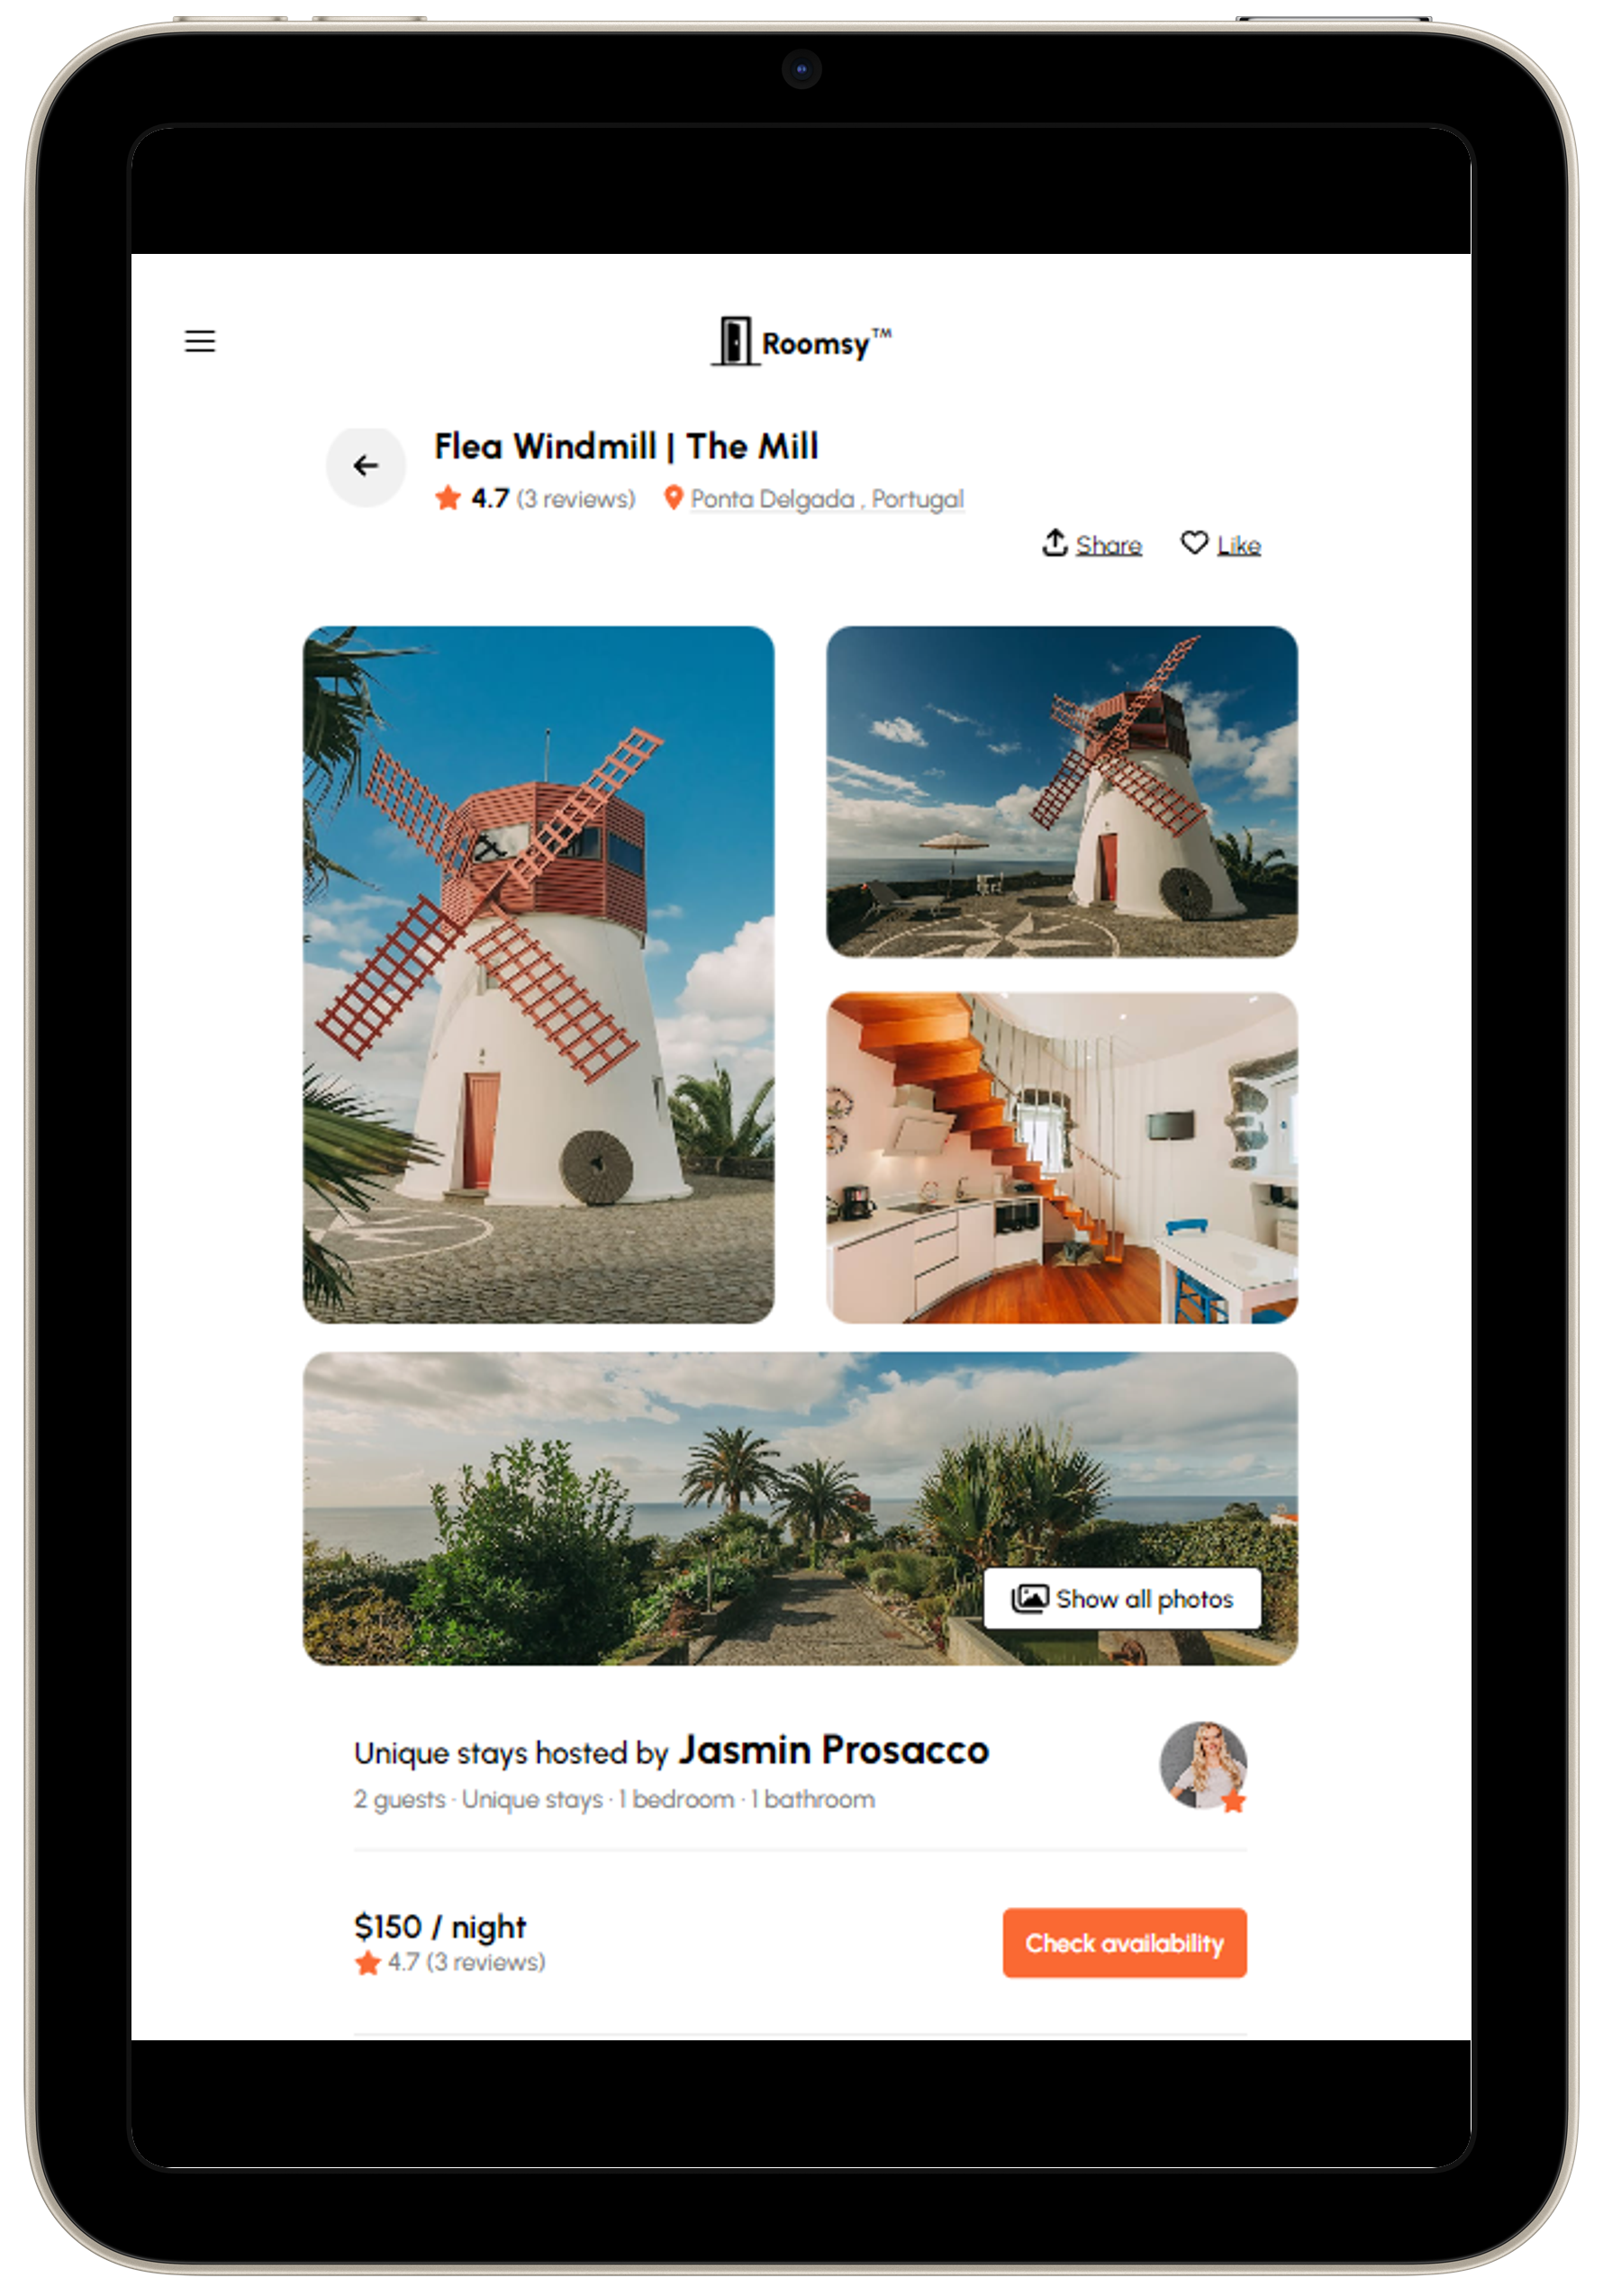 Roomsy™
Flea Windmill | The Mill
4.7 (3 reviews) Ponta Delgada , Portugal
Share Like
Show all photos
Unique stays hosted by Jasmin Prosacco
2 guests · Unique stays · 1 bedroom · 1 bathroom
$150 / night
4.7 (3 reviews)
Check availability